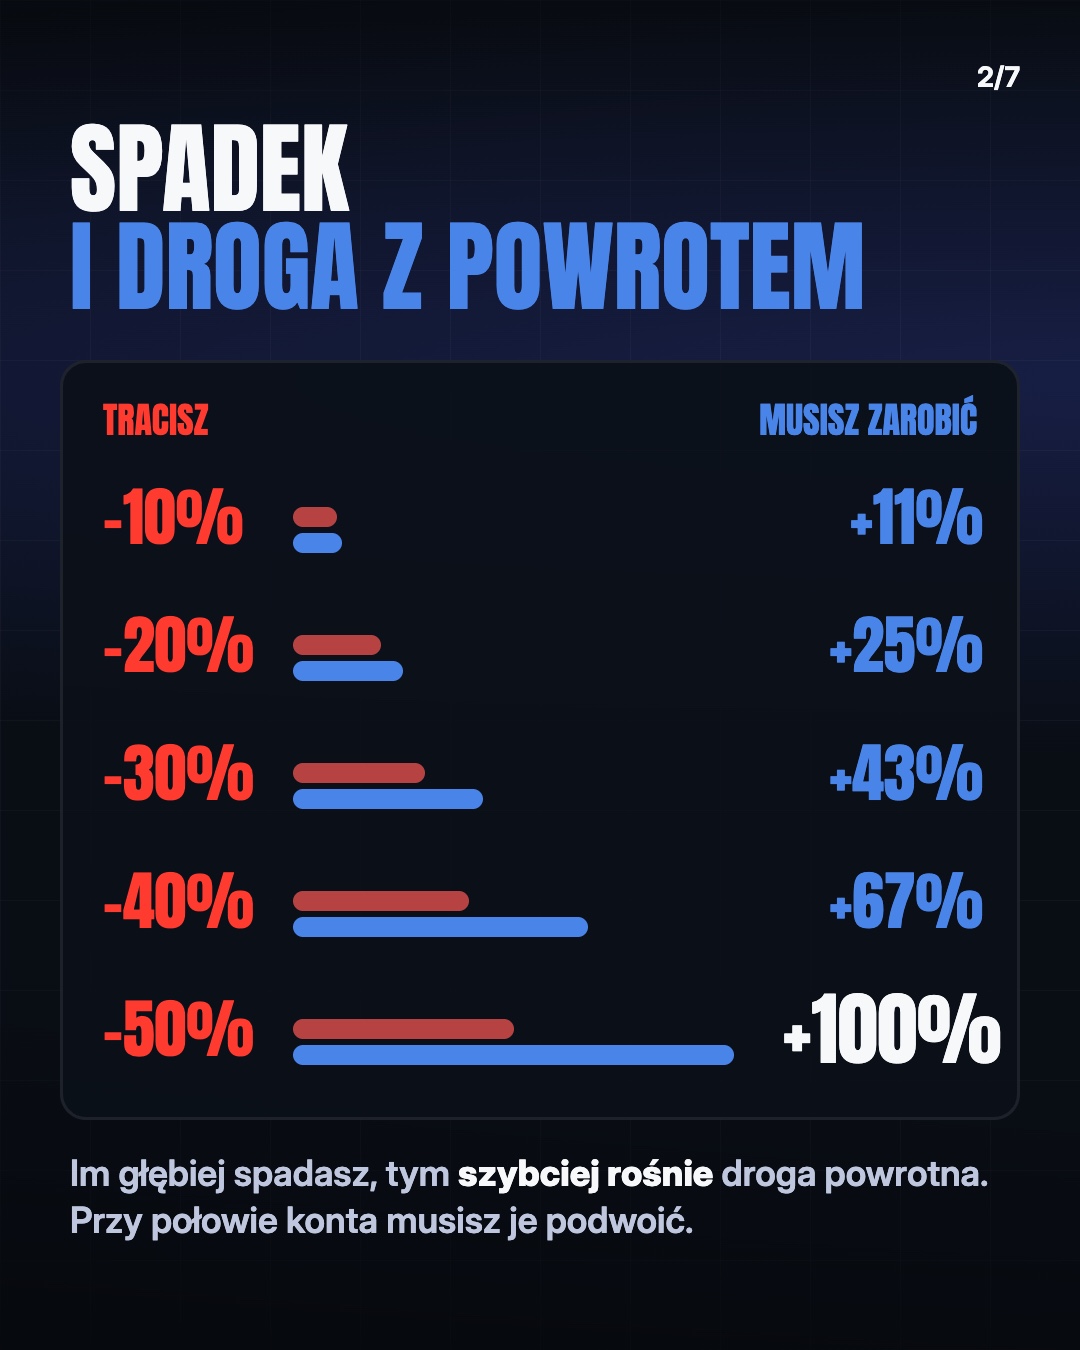 2/7
SPADEK
I DROGA Z POWROTEM
TRACISZ MUSISZ ZAROBIĆ
-10% +11%
-20% +25%
-30% +43%
-40% +67%
-50% +100%
Im głębiej spadasz, tym szybciej rośnie droga powrotna.
Przy połowie konta musisz je podwoić.